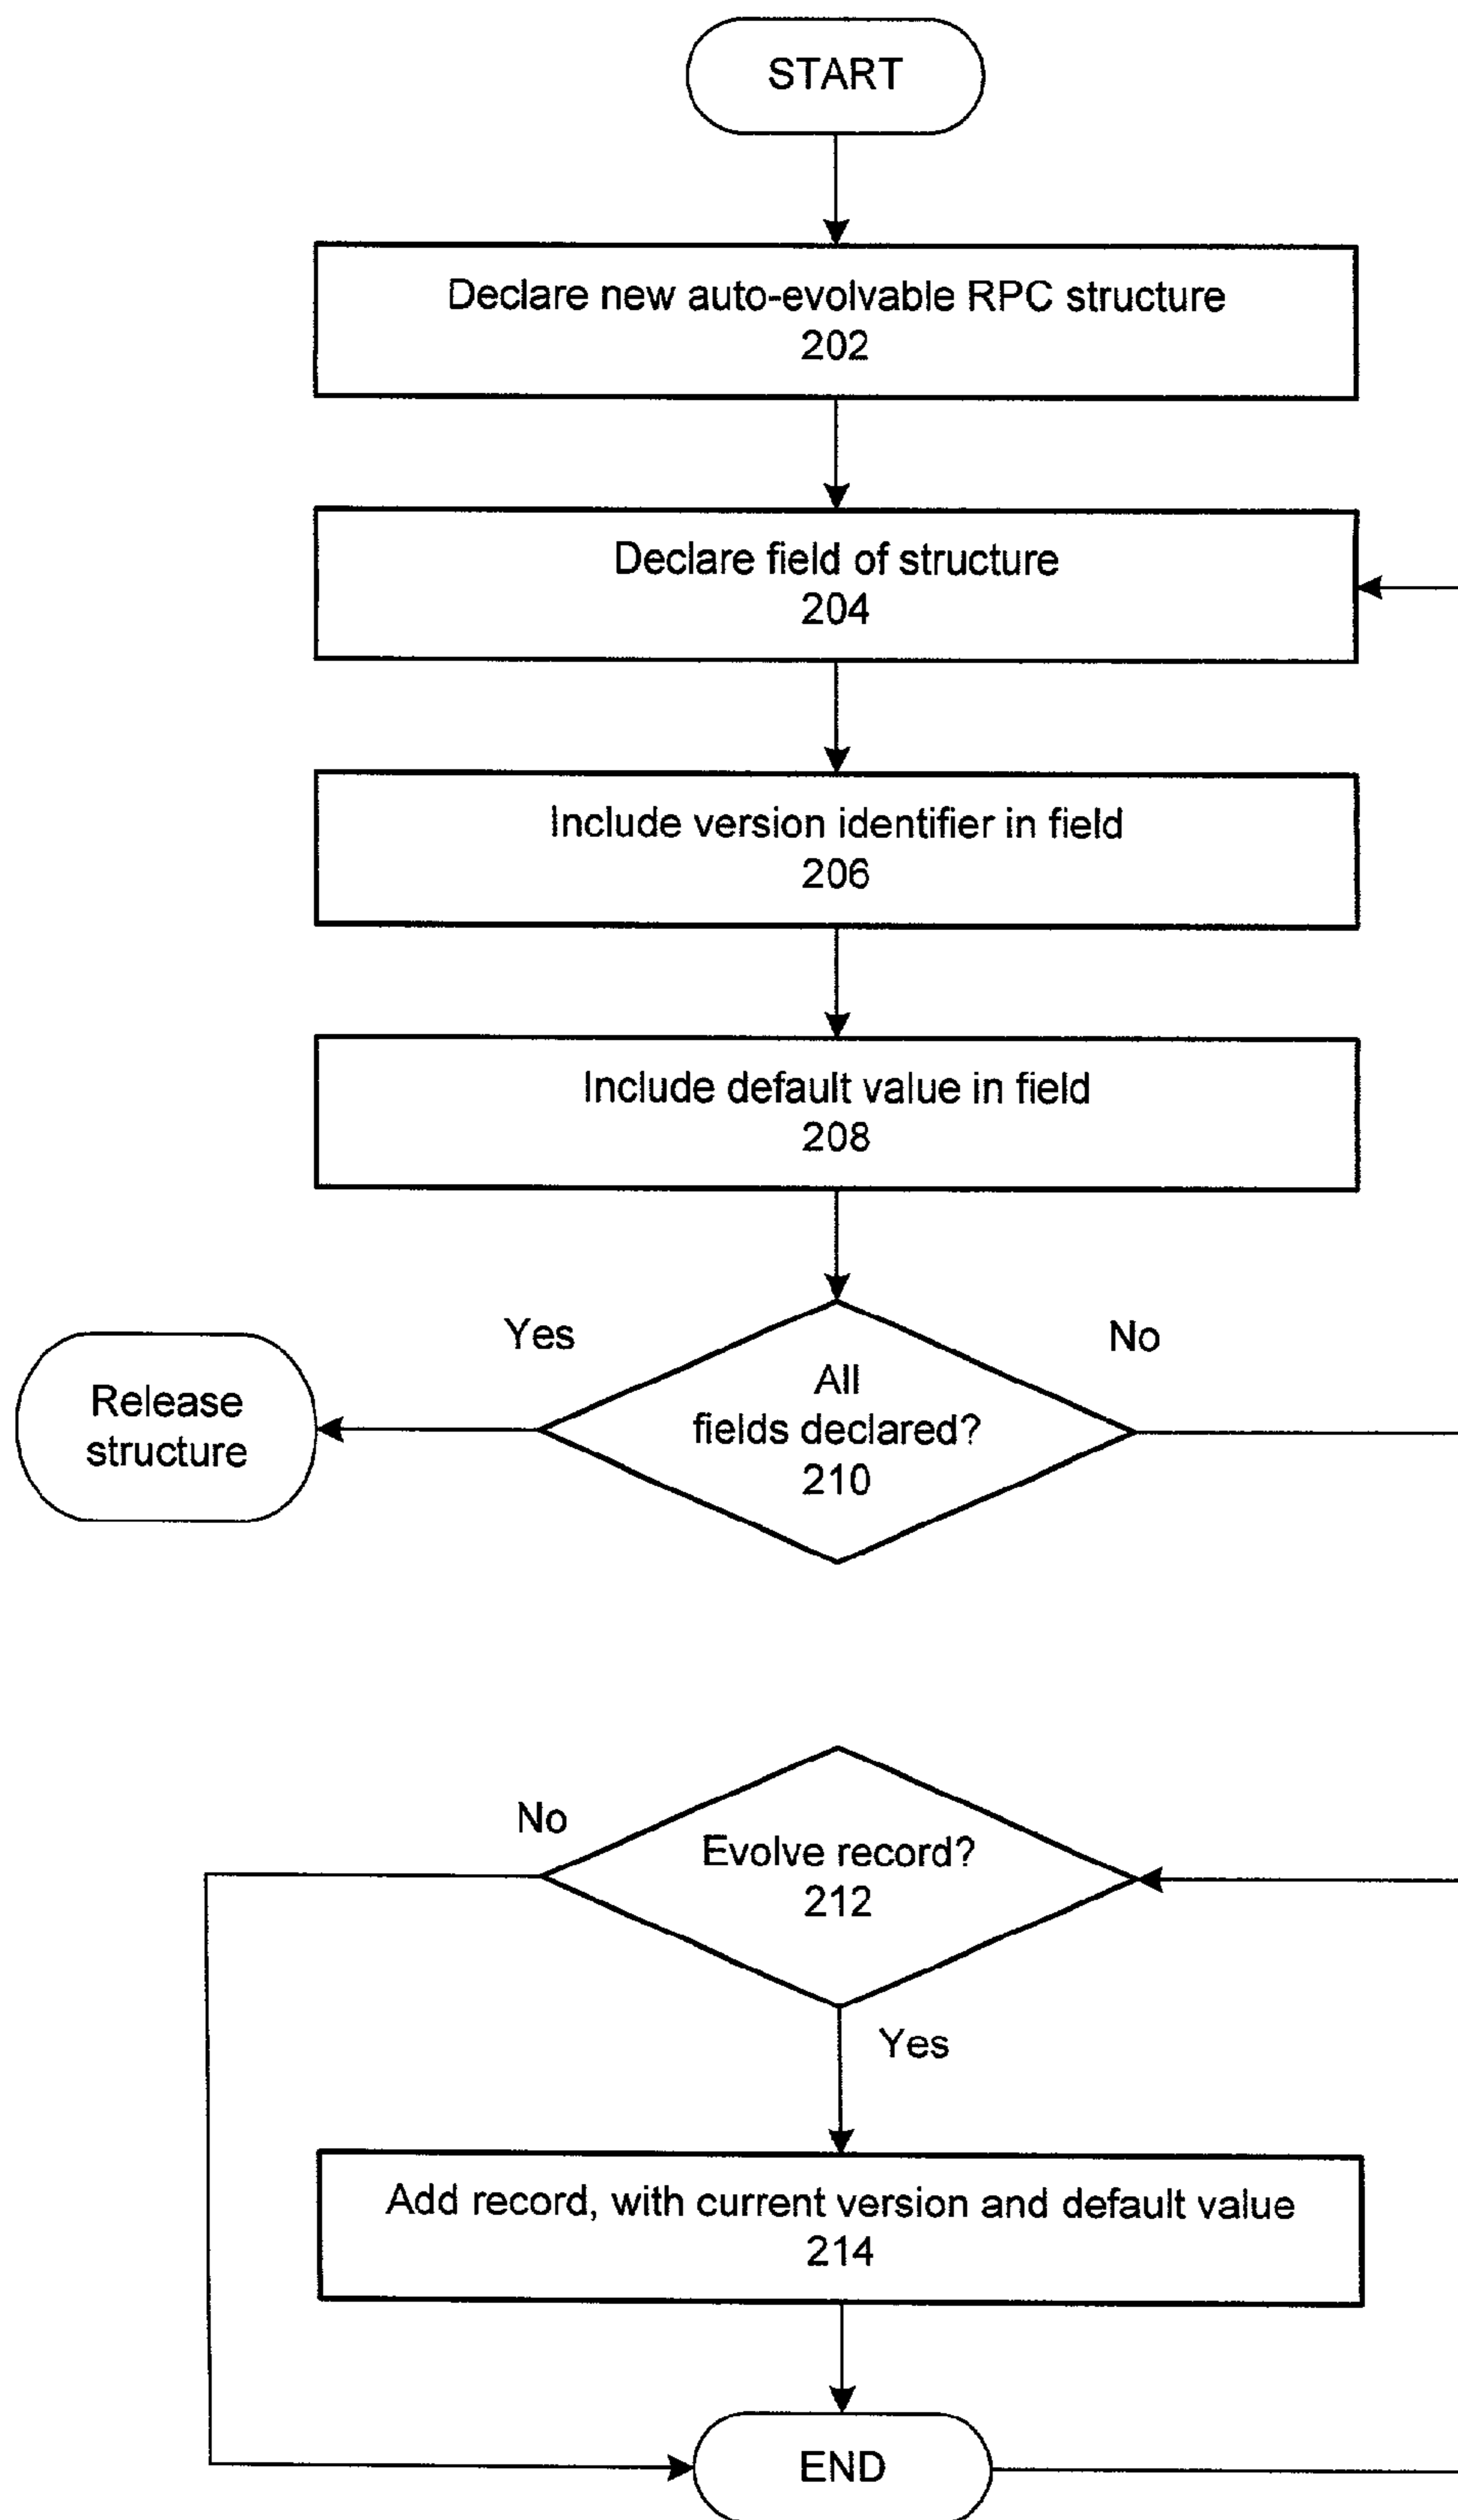 START
Declare new auto-evolvable RPC structure
202
Declare field of structure
204
Include version identifier in field
206
Include default value in field
208
Yes
No
All
fields declared?
210
Release
structure
No
Evolve record?
212
Yes
Add record, with current version and default value
214
END